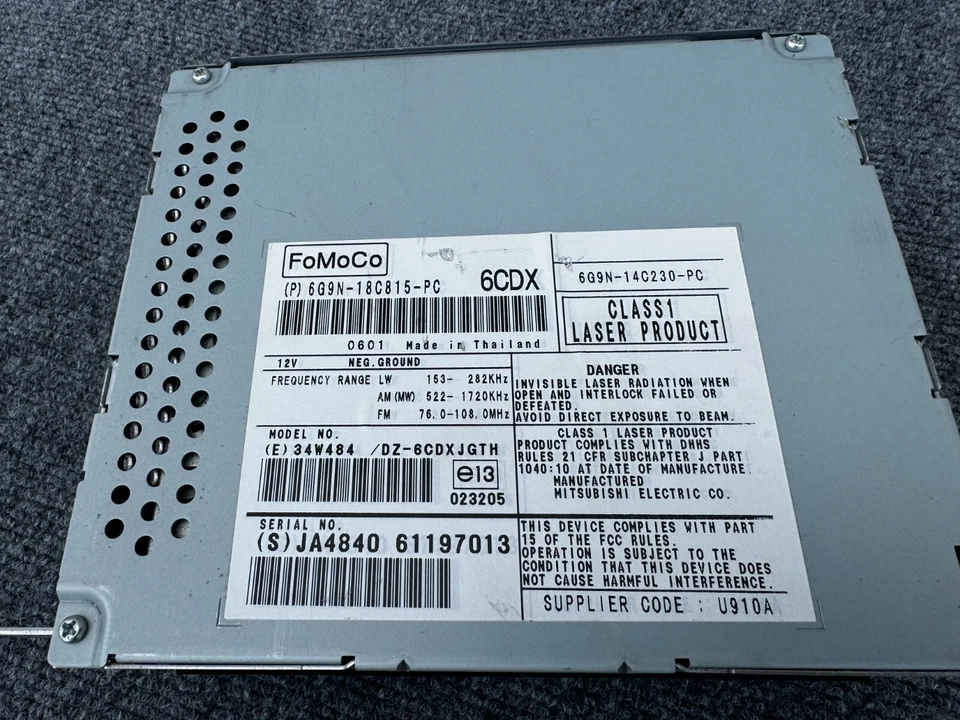 FoMoCo
(P) 6G9N-18C815-PC 6CDX
0601 Made in Thailand
6G9N-14C230-PC
CLASS1
LASER PRODUCT
12V NEG.GROUND
FREQUENCY RANGE LW 153- 282KHz
AM(MW) 522- 1720KHz
FM 76.0-108.0MHz
DANGER
INVISIBLE LASER RADIATION WHEN
OPEN AND INTERLOCK FAILED OR
DEFEATED.
AVOID DIRECT EXPOSURE TO BEAM.
MODEL NO.
(E) 34W484 /DZ-6CDXJGTH
e13
023205
CLASS 1 LASER PRODUCT
PRODUCT COMPLIES WITH DHHS
RULES 21 CFR SUBCHAPTER J PART
1040:10 AT DATE OF MANUFACTURE.
MANUFACTURED
MITSUBISHI ELECTRIC CO.
SERIAL NO.
(S)JA4840 61197013
THIS DEVICE COMPLIES WITH PART
15 OF THE FCC RULES.
OPERATION IS SUBJECT TO THE
CONDITION THAT THIS DEVICE DOES
NOT CAUSE HARMFUL INTERFERENCE.
SUPPLIER CODE : U910A